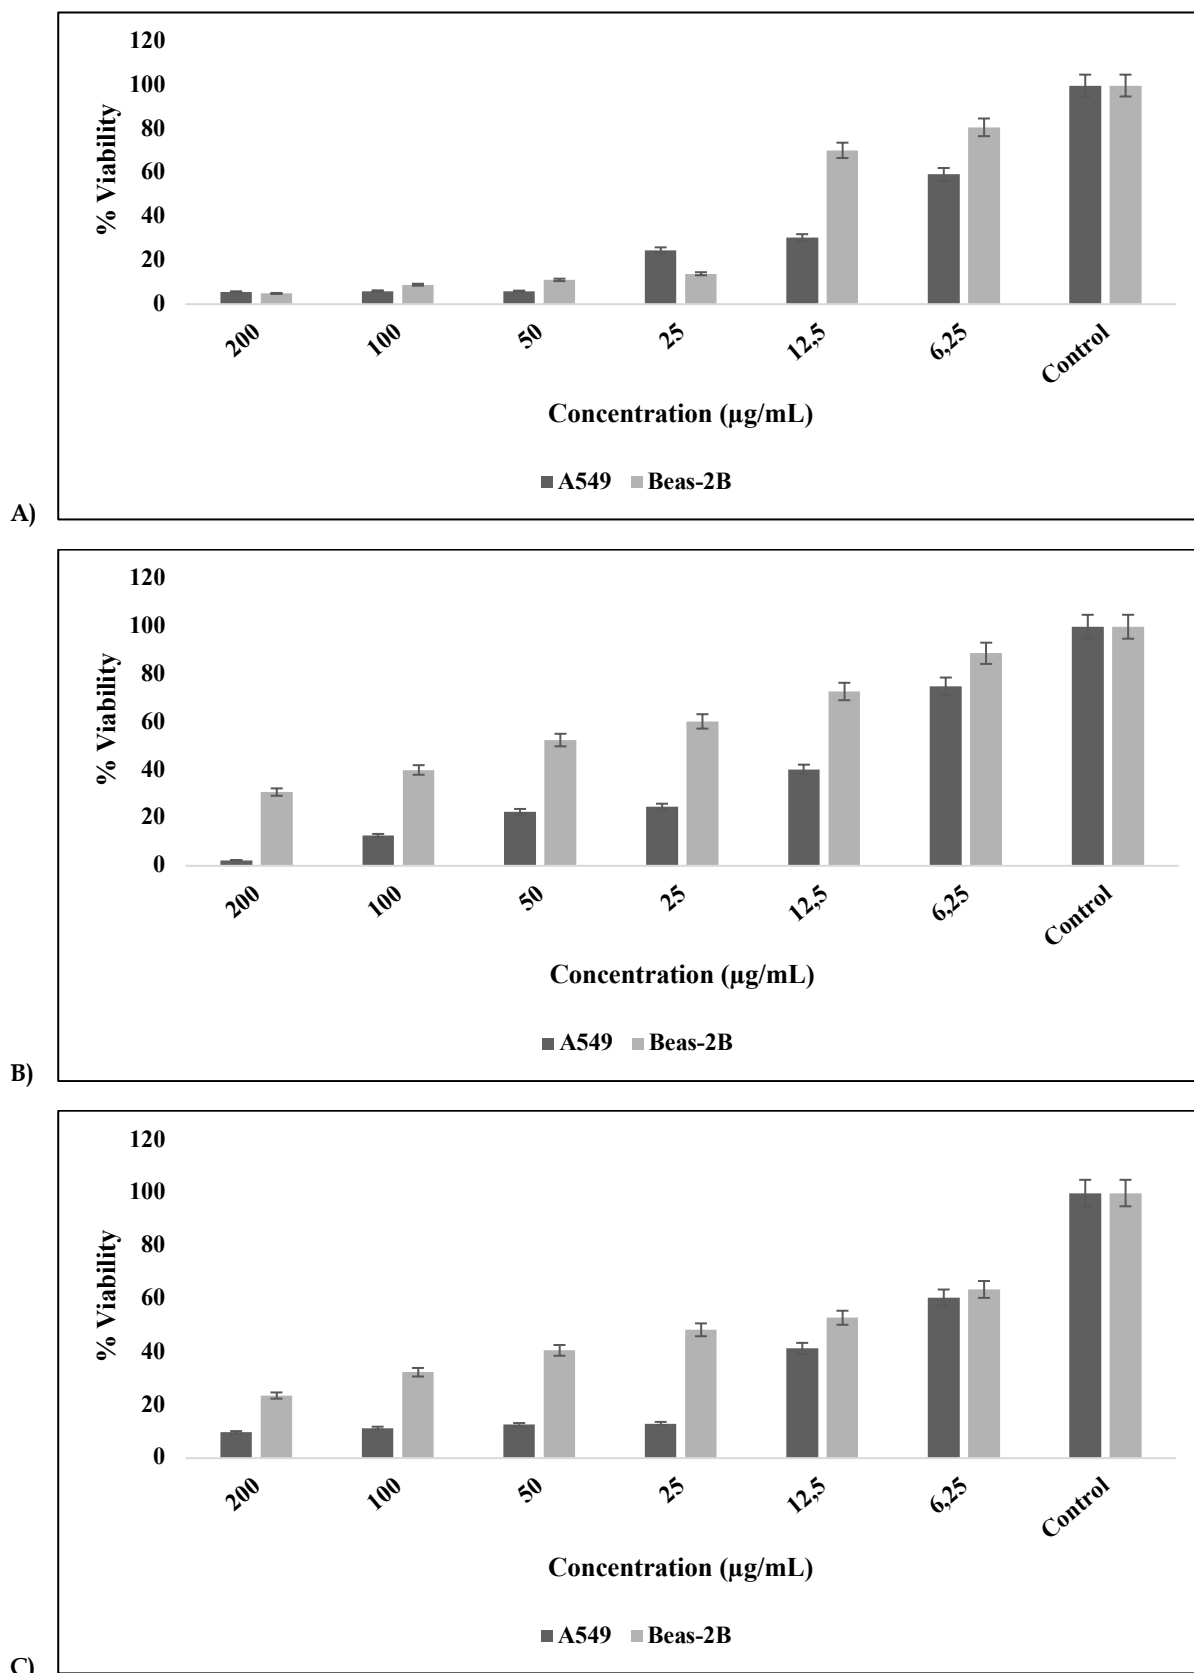 120
100
80
60
40
20
0
% Viability
200 100 50 25 12,5 6,25 Control
Concentration (µg/mL)
A549 Beas-2B
A)
120
100
80
60
40
20
0
% Viability
200 100 50 25 12,5 6,25 Control
Concentration (µg/mL)
A549 Beas-2B
B)
120
100
80
60
40
20
0
% Viability
200 100 50 25 12,5 6,25 Control
Concentration (µg/mL)
A549 Beas-2B
C)